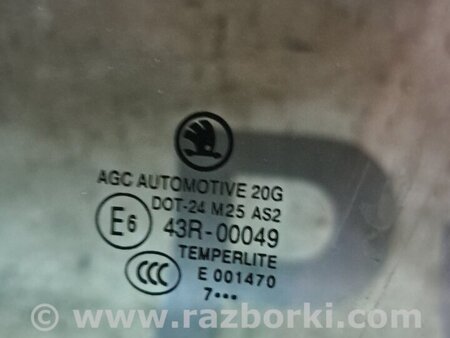 AGC AUTOMOTIVE 20G
DOT-24 M25 AS2
E6 43R-00049
TEMPERLITE
CCC E 001470
7•••
www.razborki.com